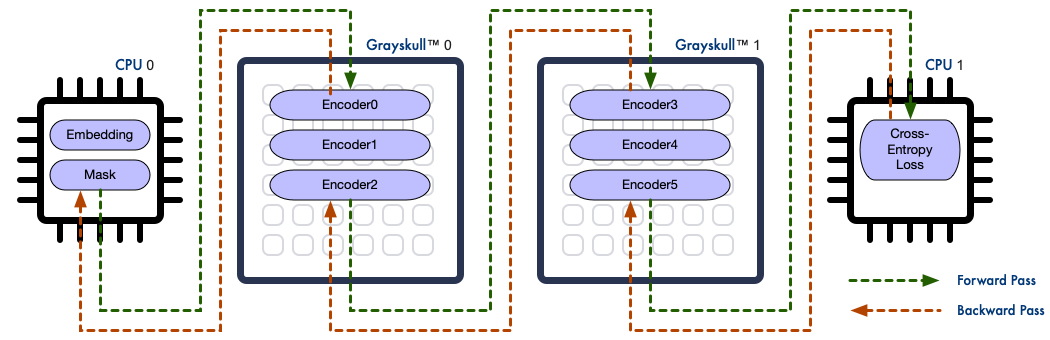 CPU 0
Embedding
Mask
Grayskull™ 0
Encoder0
Encoder1
Encoder2
Grayskull™ 1
Encoder3
Encoder4
Encoder5
CPU 1
Cross-
Entropy
Loss
Forward Pass
Backward Pass